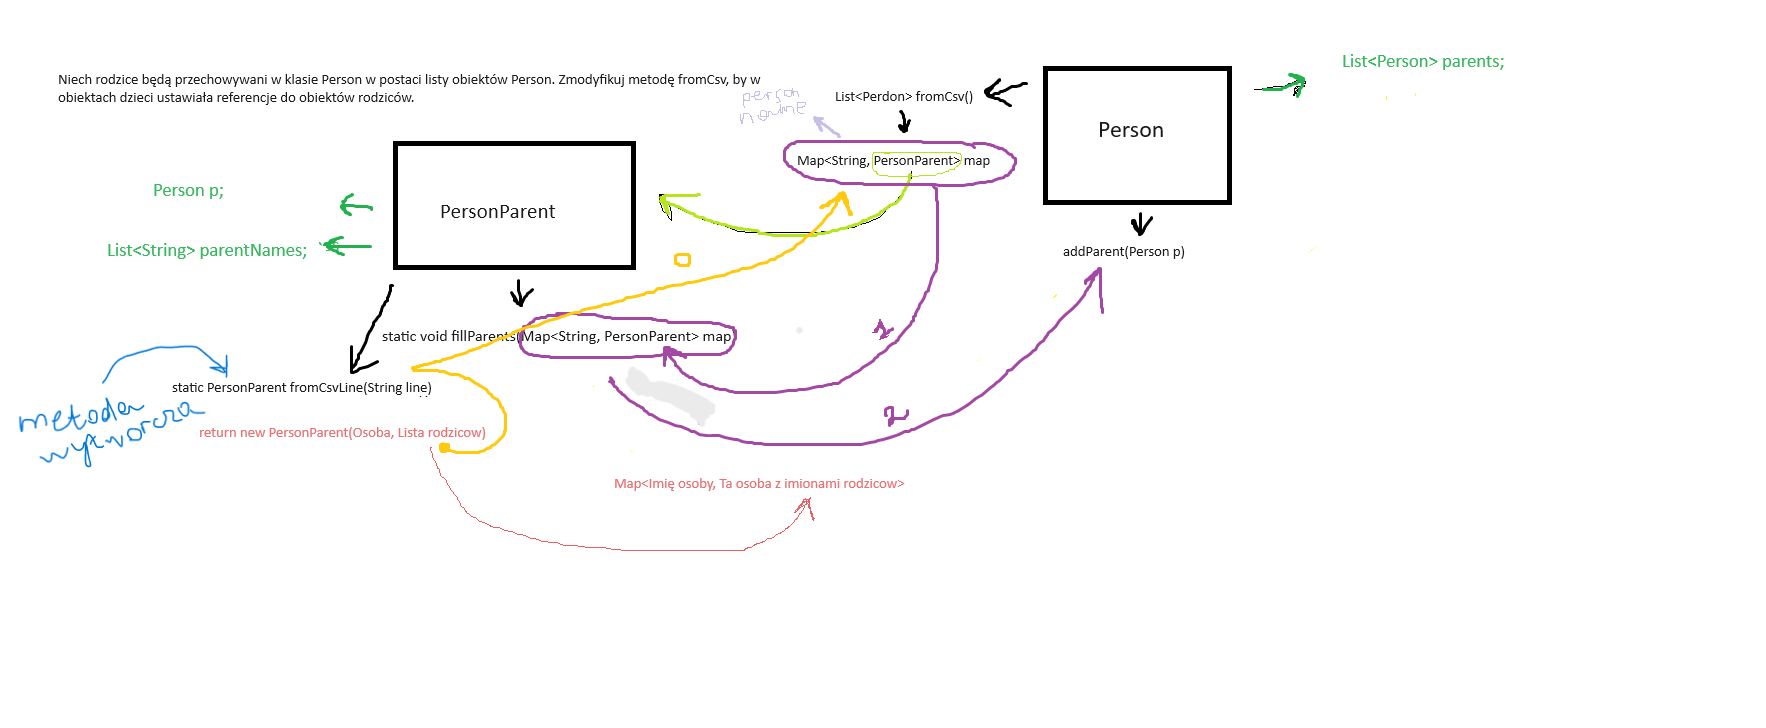 Niech rodzice będą przechowywani w klasie Person w postaci listy obiektów Person. Zmodyfikuj metodę fromCsv, by w
obiektach dzieci ustawiała referencje do obiektów rodziców.
List<Person> parents;
List<Perdon> fromCsv()
person
name
Person
Map<String, PersonParent> map
Person p;
PersonParent
List<String> parentNames;
addParent(Person p)
0
static void fillParents(Map<String, PersonParent> map
1
static PersonParent fromCsvLine(String line)
metoda
wytworcza
2
return new PersonParent(Osoba, Lista rodzicow)
Map<Imię osoby, Ta osoba z imionami rodzicow>